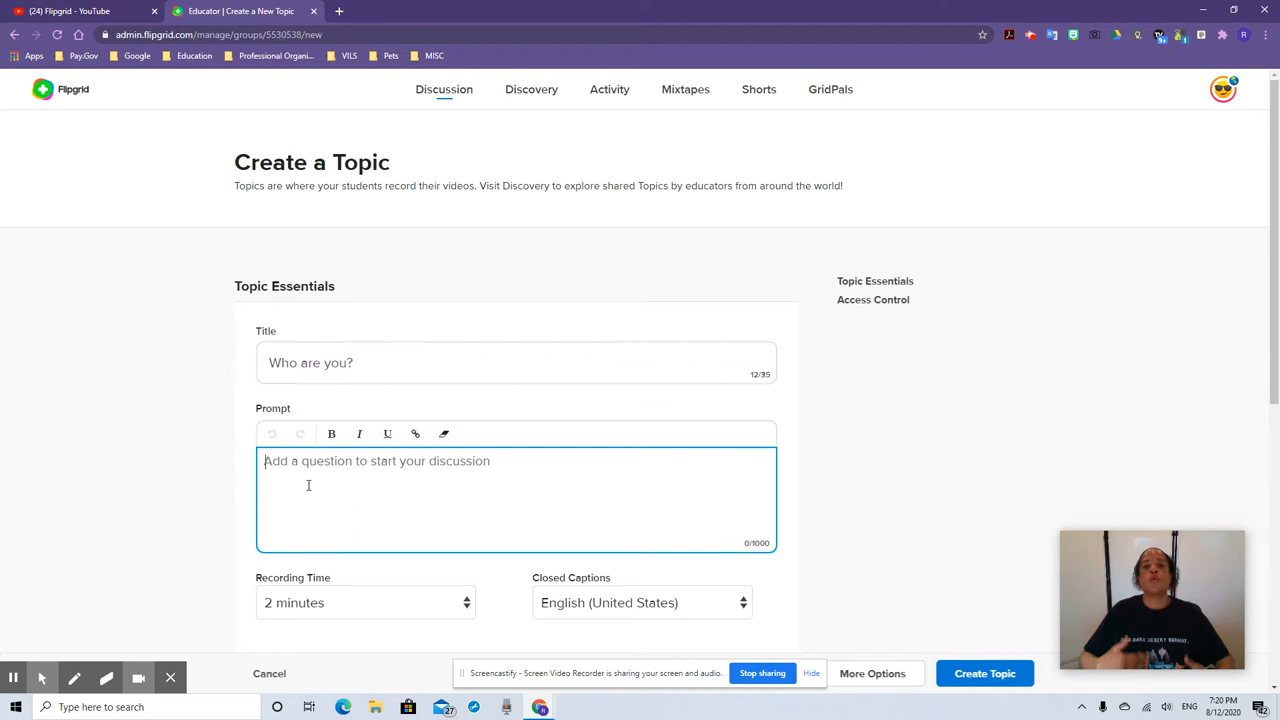 (24) Flipgrid - YouTube
Educator | Create a New Topic
admin.flipgrid.com/manage/groups/5530538/new
Apps
Pay.Gov
Google
Education
Professional Organi...
VILS
Pets
MISC
Flipgrid
Discussion
Discovery
Activity
Mixtapes
Shorts
GridPals
Create a Topic
Topics are where your students record their videos. Visit Discovery to explore shared Topics by educators from around the world!
Topic Essentials
Topic Essentials
Access Control
Title
Who are you?
12/35
Prompt
B I U
Add a question to start your discussion
0/1000
Recording Time
Closed Captions
2 minutes
English (United States)
Cancel
Screencastify - Screen Video Recorder is sharing your screen and audio.
Stop sharing
Hide
More Options
Create Topic
Type here to search
27
ENG
7:20 PM
8/12/2020
42